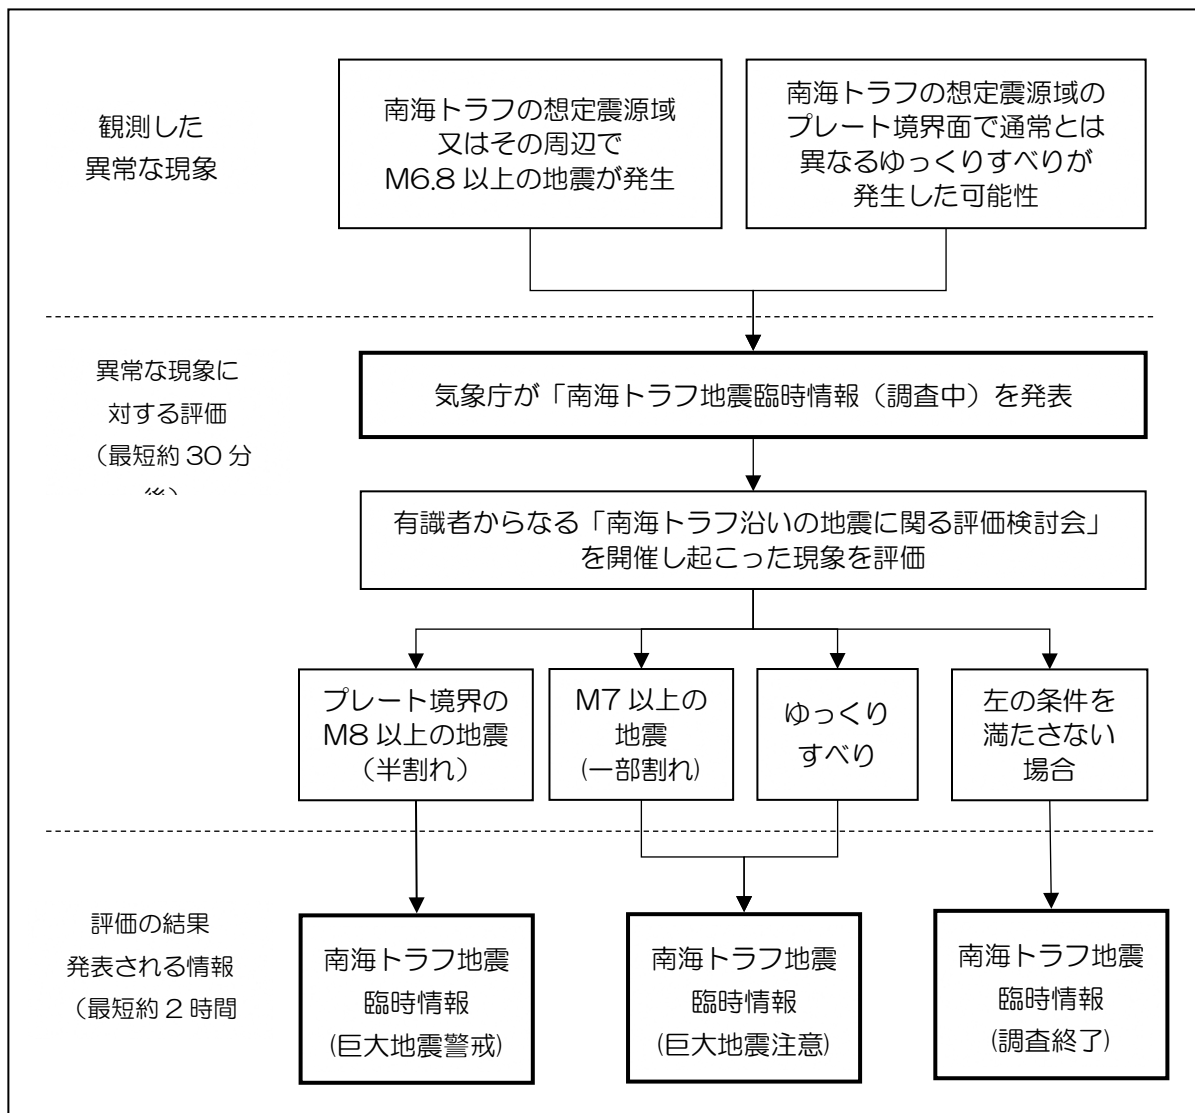 観測した
異常な現象
南海トラフの想定震源域
又はその周辺で
M6.8 以上の地震が発生
南海トラフの想定震源域の
プレート境界面で通常とは
異なるゆっくりすべりが
発生した可能性
異常な現象に
対する評価
（最短約 30 分
気象庁が「南海トラフ地震臨時情報（調査中）を発表
有識者からなる「南海トラフ沿いの地震に関る評価検討会」
を開催し起こった現象を評価
プレート境界の
M8 以上の地震
（半割れ）
M7 以上の
地震
(一部割れ)
ゆっくり
すべり
左の条件を
満たさない
場合
評価の結果
発表される情報
（最短約 2 時間
南海トラフ地震
臨時情報
(巨大地震警戒)
南海トラフ地震
臨時情報
(巨大地震注意)
南海トラフ地震
臨時情報
(調査終了)